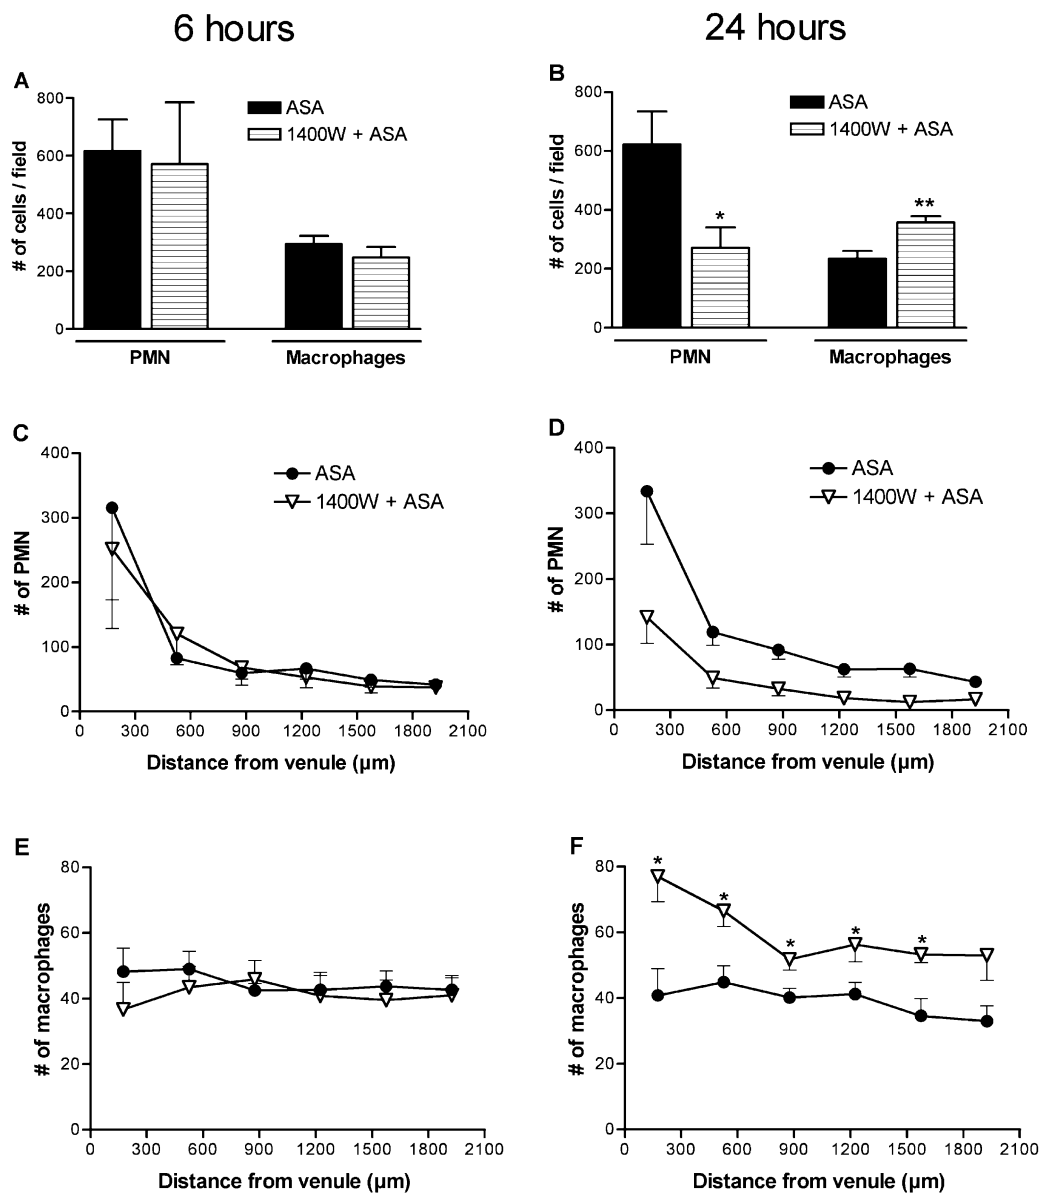 6 hours
24 hours
A
800
600
400
200
0
# of cells / field
ASA
1400W + ASA
PMN
Macrophages
B
800
600
400
200
0
# of cells / field
ASA
1400W + ASA
*
**
PMN
Macrophages
C
400
300
200
100
0
# of PMN
ASA
1400W + ASA
0 300 600 900 1200 1500 1800 2100
Distance from venule (µm)
D
400
300
200
100
0
# of PMN
ASA
1400W + ASA
0 300 600 900 1200 1500 1800 2100
Distance from venule (µm)
E
80
60
40
20
0
# of macrophages
0 300 600 900 1200 1500 1800 2100
Distance from venule (µm)
F
80
60
40
20
0
# of macrophages
* * * * *
0 300 600 900 1200 1500 1800 2100
Distance from venule (µm)